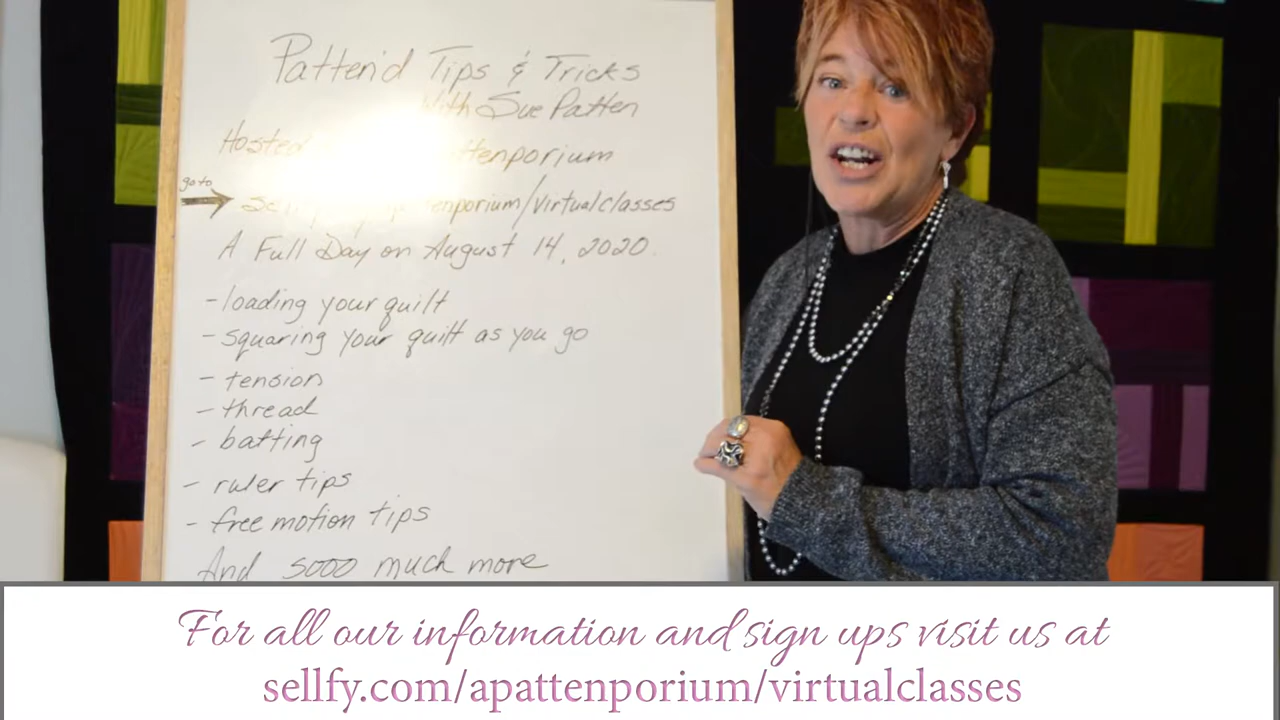 Patten'd Tips & Tricks
With Sue Patten
Hosted ttenporium
go to
enporium/virtualclasses
A Full Day on August 14, 2020.
- loading your quilt
- squaring your quilt as you go
- tension
- thread
- batting
- ruler tips
- free motion tips
And sooo much more
For all our information and sign ups visit us at
sellfy.com/apattenporium/virtualclasses